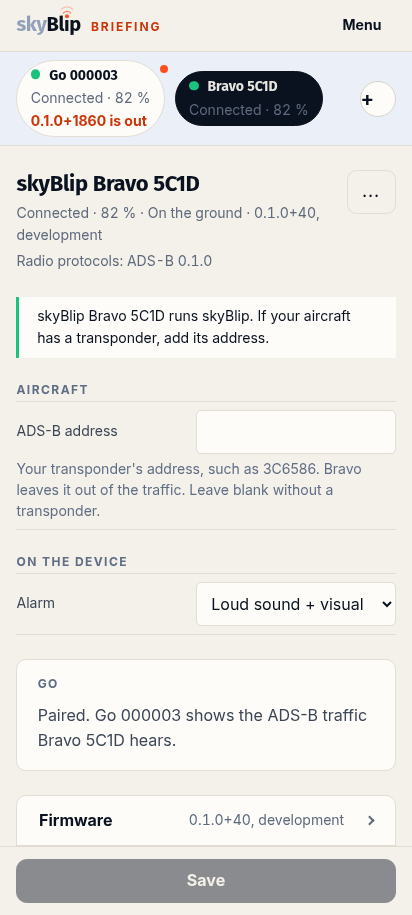 skyBlip BRIEFING
Menu
Go 000003
Connected · 82 %
0.1.0+1860 is out
Bravo 5C1D
Connected · 82 %
+
skyBlip Bravo 5C1D
...
Connected · 82 % · On the ground · 0.1.0+40,
development
Radio protocols: ADS-B 0.1.0
skyBlip Bravo 5C1D runs skyBlip. If your aircraft
has a transponder, add its address.
AIRCRAFT
ADS-B address
Your transponder's address, such as 3C6586. Bravo
leaves it out of the traffic. Leave blank without a
transponder.
ON THE DEVICE
Alarm
Loud sound + visual
GO
Paired. Go 000003 shows the ADS-B traffic
Bravo 5C1D hears.
Firmware
0.1.0+40, development
Save